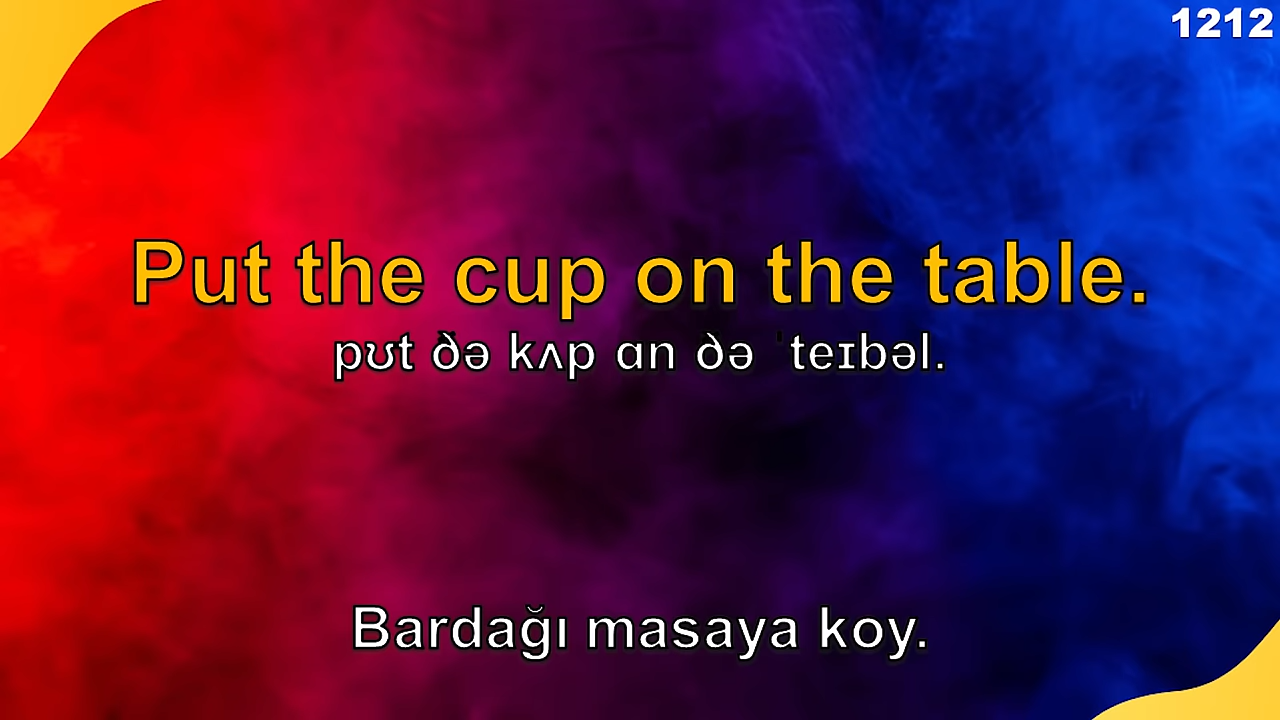 1212
Put the cup on the table.
pʊt ðə kʌp ɑn ðə ˈteɪbəl.
Bardağı masaya koy.